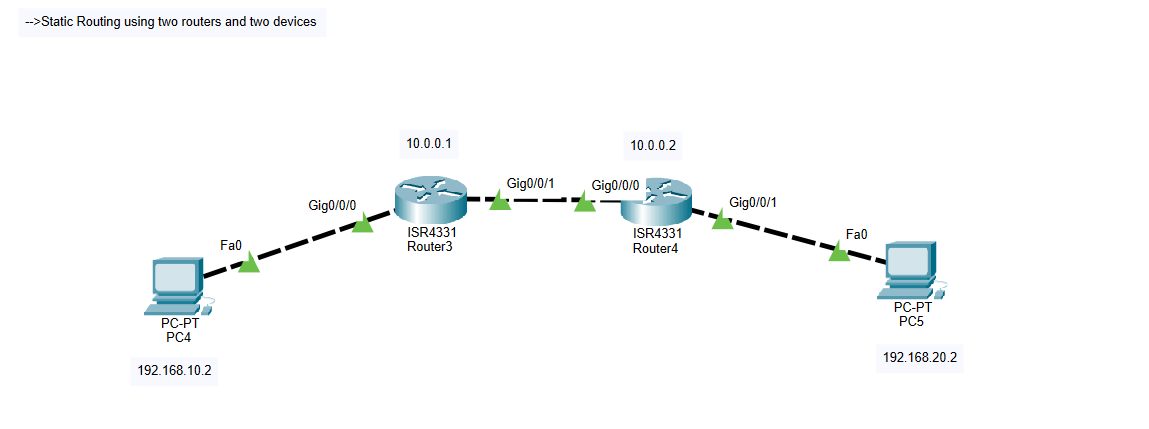 -->Static Routing using two routers and two devices
10.0.0.1
10.0.0.2
Gig0/0/1
Gig0/0/0
Gig0/0/0
Gig0/0/1
ISR4331
Router3
ISR4331
Router4
Fa0
Fa0
PC-PT
PC4
PC-PT
PC5
192.168.10.2
192.168.20.2